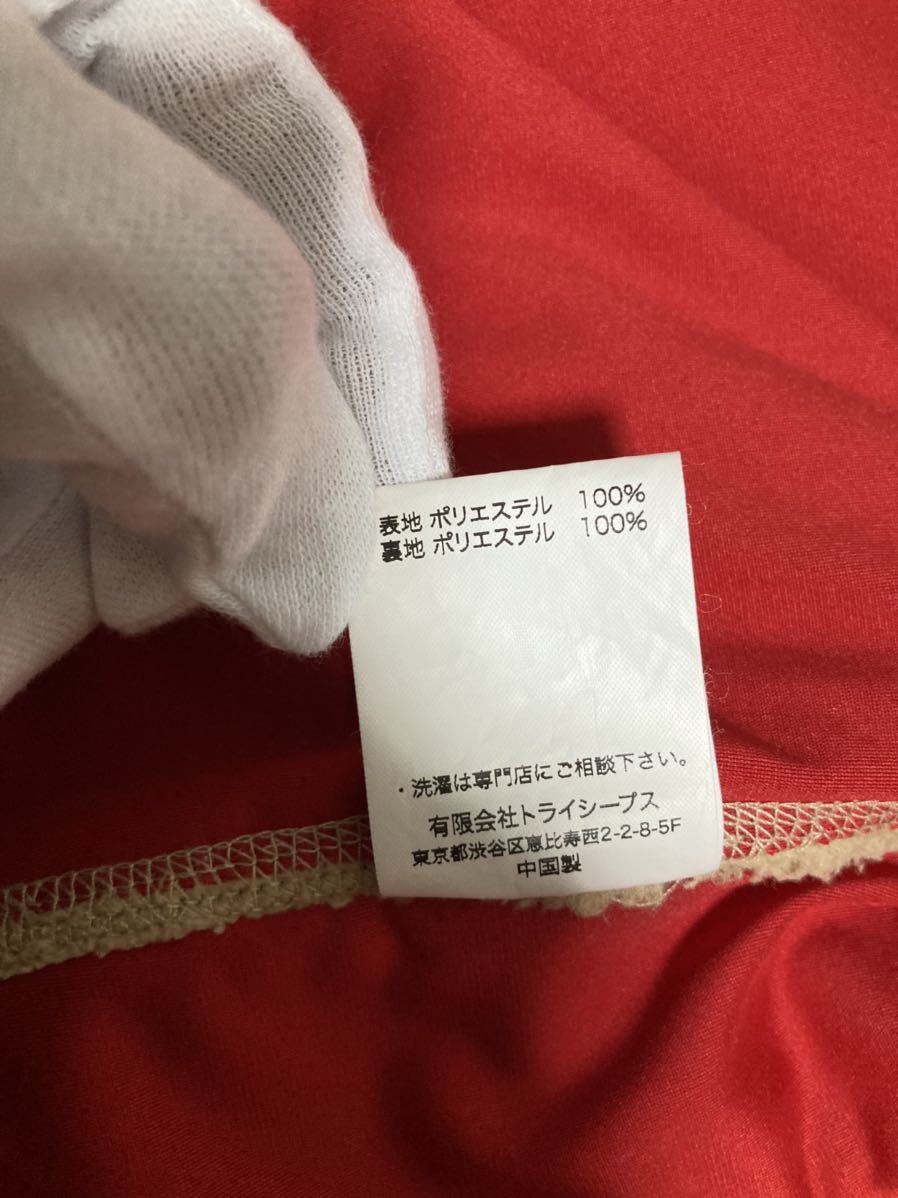 表地 ポリエステル 100%
裏地 ポリエステル 100%
・洗濯は専門店にご相談下さい。
有限会社トライシープス
東京都渋谷区恵比寿西2-2-8-5F
中国製